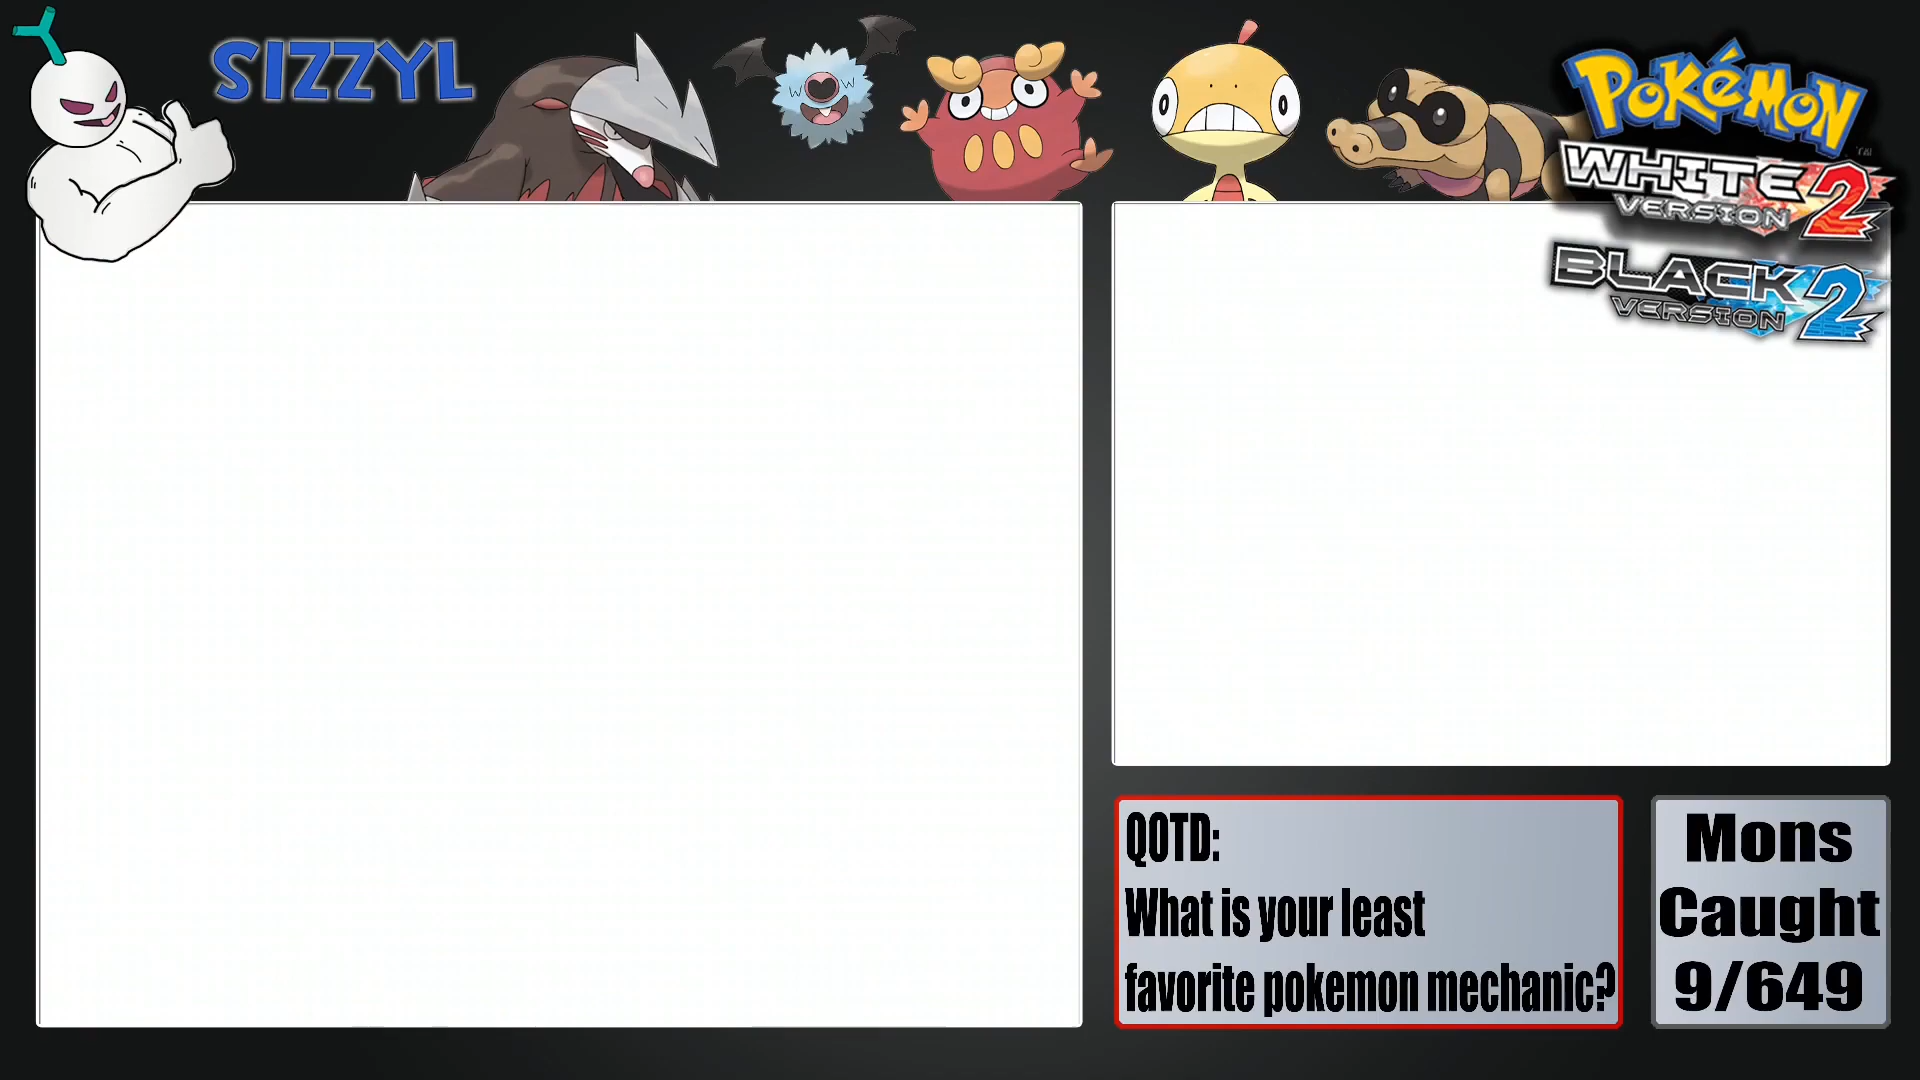 SIZZYL
POKÉMON
WHITE 2
VERSION
BLACK 2
VERSION
QOTD:
What is your least
favorite pokemon mechanic?
Mons
Caught
9/649